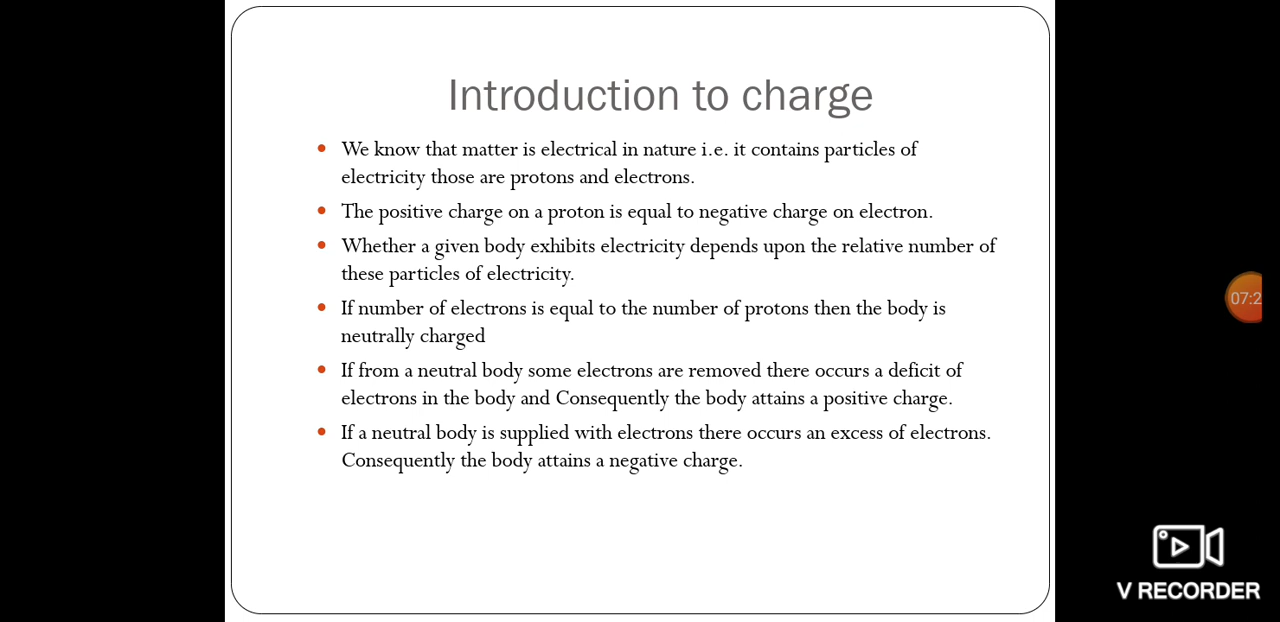 Introduction to charge
We know that matter is electrical in nature i.e. it contains particles of
electricity those are protons and electrons.
The positive charge on a proton is equal to negative charge on electron.
Whether a given body exhibits electricity depends upon the relative number of
these particles of electricity.
If number of electrons is equal to the number of protons then the body is
neutrally charged
If from a neutral body some electrons are removed there occurs a deficit of
electrons in the body and Consequently the body attains a positive charge.
If a neutral body is supplied with electrons there occurs an excess of electrons.
Consequently the body attains a negative charge.
07:2
V RECORDER